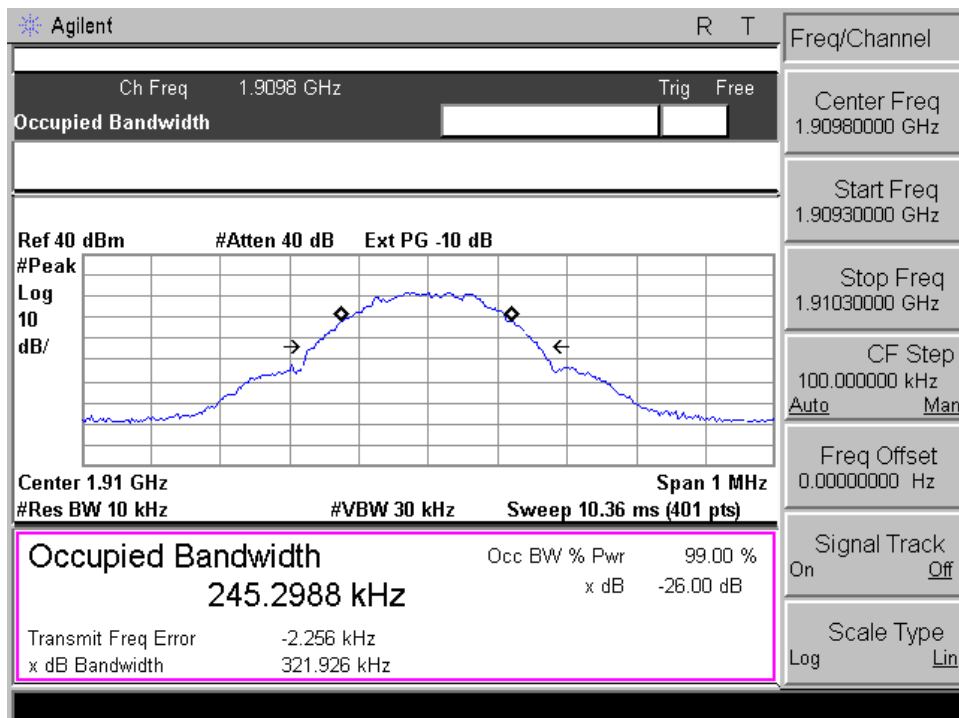 Agilent R T
Ch Freq 1.9098 GHz Trig Free
Occupied Bandwidth
Ref 40 dBm #Atten 40 dB Ext PG -10 dB
#Peak
Log
10
dB/
Center 1.91 GHz Span 1 MHz
#Res BW 10 kHz #VBW 30 kHz Sweep 10.36 ms (401 pts)
Occupied Bandwidth Occ BW % Pwr 99.00 %
245.2988 kHz x dB -26.00 dB
Transmit Freq Error -2.256 kHz
x dB Bandwidth 321.926 kHz
Freq/Channel
Center Freq
1.90980000 GHz
Start Freq
1.90930000 GHz
Stop Freq
1.91030000 GHz
CF Step
100.000000 kHz
Auto Man
Freq Offset
0.00000000 Hz
Signal Track
On Off
Scale Type
Log Lin